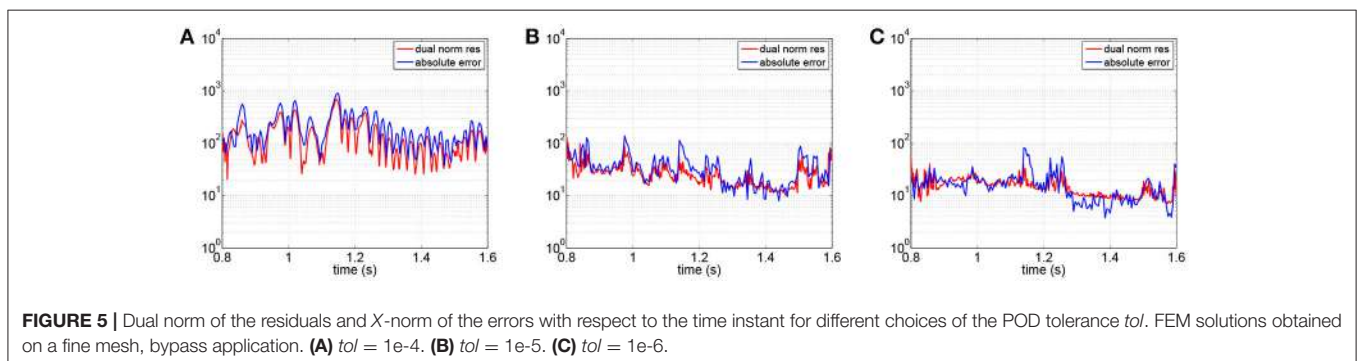 A
10^4
10^3
10^2
10^1
10^0
dual norm res
absolute error
0.8 1 1.2 1.4 1.6
time (s)
B
10^4
10^3
10^2
10^1
10^0
dual norm res
absolute error
0.8 1 1.2 1.4 1.6
time (s)
C
10^4
10^3
10^2
10^1
10^0
dual norm res
absolute error
0.8 1 1.2 1.4 1.6
time (s)
FIGURE 5 | Dual norm of the residuals and X-norm of the errors with respect to the time instant for different choices of the POD tolerance tol. FEM solutions obtained
on a fine mesh, bypass application. (A) tol = 1e-4. (B) tol = 1e-5. (C) tol = 1e-6.